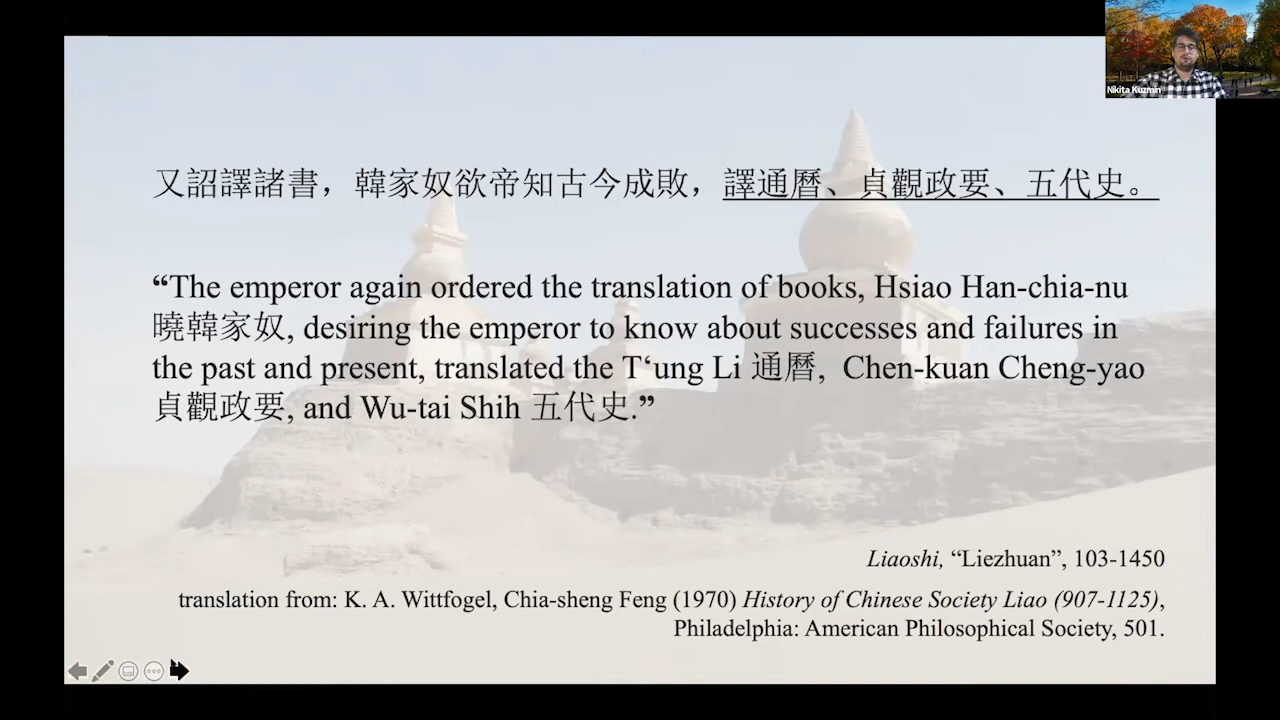 Nikita Kuzmin
又詔譯諸書，韓家奴欲帝知古今成敗，譯通曆、貞觀政要、五代史。
“The emperor again ordered the translation of books, Hsiao Han-chia-nu
曉韓家奴, desiring the emperor to know about successes and failures in
the past and present, translated the T‘ung Li 通曆, Chen-kuan Cheng-yao
貞觀政要, and Wu-tai Shih 五代史.”
Liaoshi, “Liezhuan”, 103-1450
translation from: K. A. Wittfogel, Chia-sheng Feng (1970) History of Chinese Society Liao (907-1125),
Philadelphia: American Philosophical Society, 501.